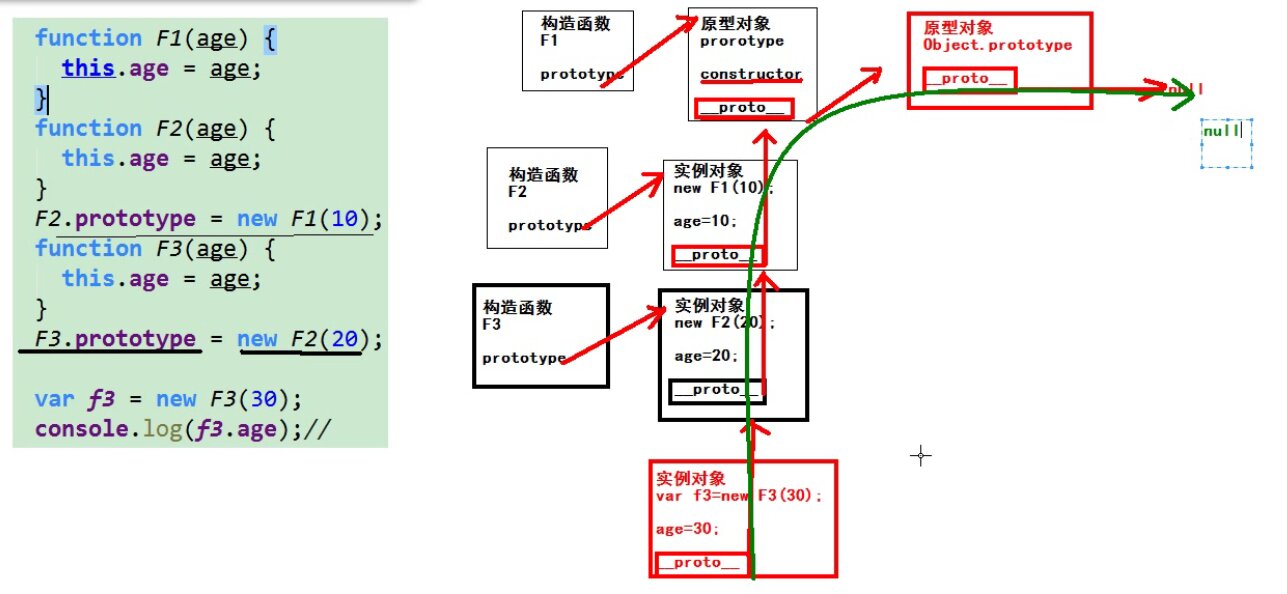 function F1(age) {
this.age = age;
}
function F2(age) {
this.age = age;
}
F2.prototype = new F1(10);
function F3(age) {
this.age = age;
}
F3.prototype = new F2(20);
var f3 = new F3(30);
console.log(f3.age);//
构造函数
F1
prototype
原型对象
prorotype
constructor
__proto__
原型对象
Object.prototype
__proto__
null
null
构造函数
F2
prototype
实例对象
new F1(10);
age=10;
__proto__
构造函数
F3
prototype
实例对象
new F2(20);
age=20;
__proto__
实例对象
var f3=new F3(30);
age=30;
__proto__